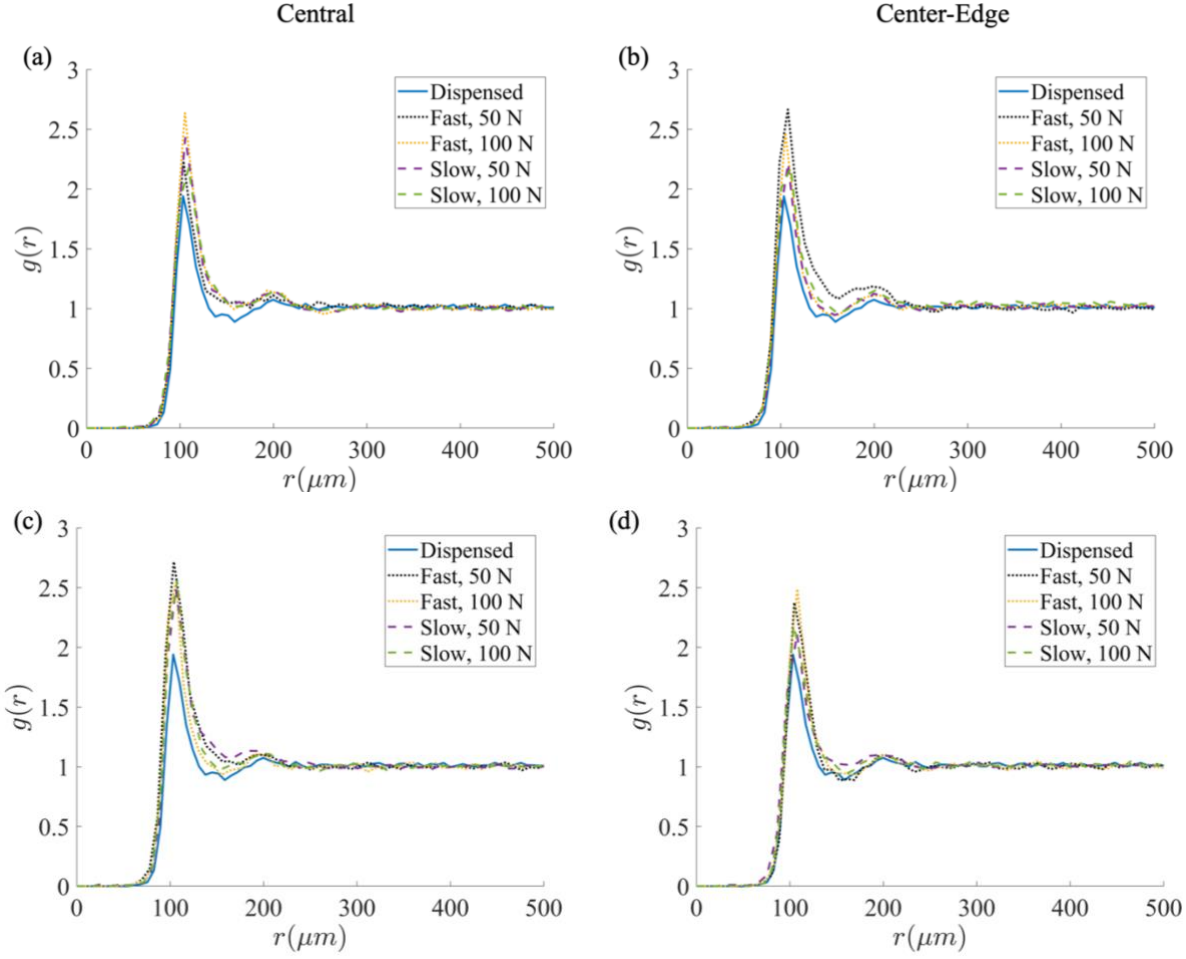 Central
Center-Edge
(a)
3
2.5
2
1.5
1
0.5
0
g(r)
Dispensed
Fast, 50 N
Fast, 100 N
Slow, 50 N
Slow, 100 N
0 100 200 300 400 500
r(μm)
(b)
3
2.5
2
1.5
1
0.5
0
g(r)
Dispensed
Fast, 50 N
Fast, 100 N
Slow, 50 N
Slow, 100 N
0 100 200 300 400 500
r(μm)
(c)
3
2.5
2
1.5
1
0.5
0
g(r)
Dispensed
Fast, 50 N
Fast, 100 N
Slow, 50 N
Slow, 100 N
0 100 200 300 400 500
r(μm)
(d)
3
2.5
2
1.5
1
0.5
0
g(r)
Dispensed
Fast, 50 N
Fast, 100 N
Slow, 50 N
Slow, 100 N
0 100 200 300 400 500
r(μm)